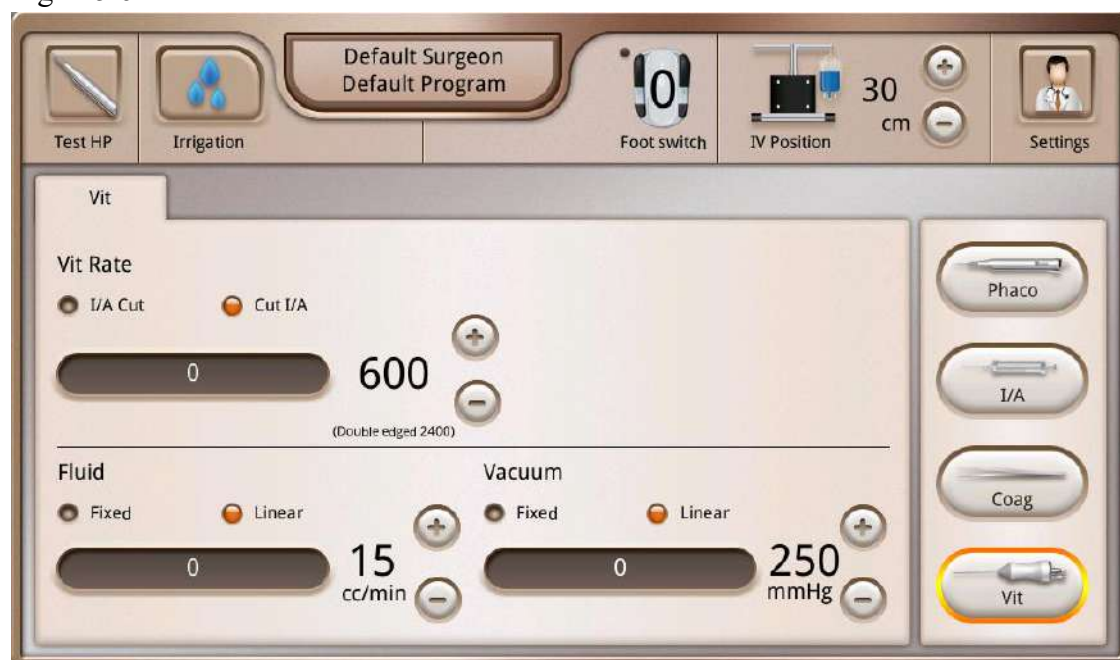 Default Surgeon
Default Program
0
30
cm
Test HP
Irrigation
Foot switch
IV Position
Settings
Vit
Vit Rate
I/A Cut
Cut I/A
0
600
(Double edged 2400)
Fluid
Fixed
Linear
0
15
cc/min
Vacuum
Fixed
Linear
0
250
mmHg
Phaco
I/A
Coag
Vit